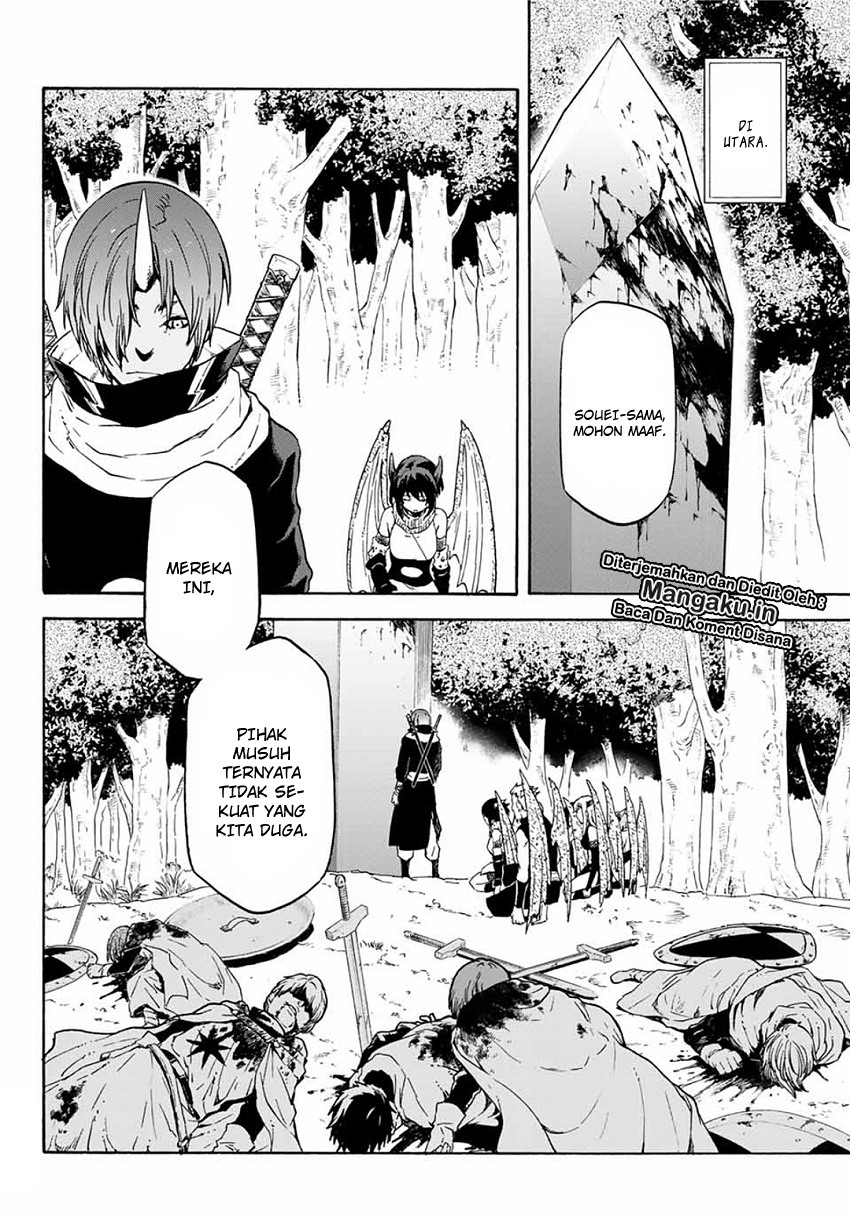 DI
UTARA.
SOUEI-SAMA,
MOHON MAAF.
MEREKA
INI,
PIHAK
MUSUH
TERNYATA
TIDAK SE-
KUAT YANG
KITA DUGA.
Diterjemahkan dan Diedit Oleh :
Mangaku.in
Baca Dan Koment Disana